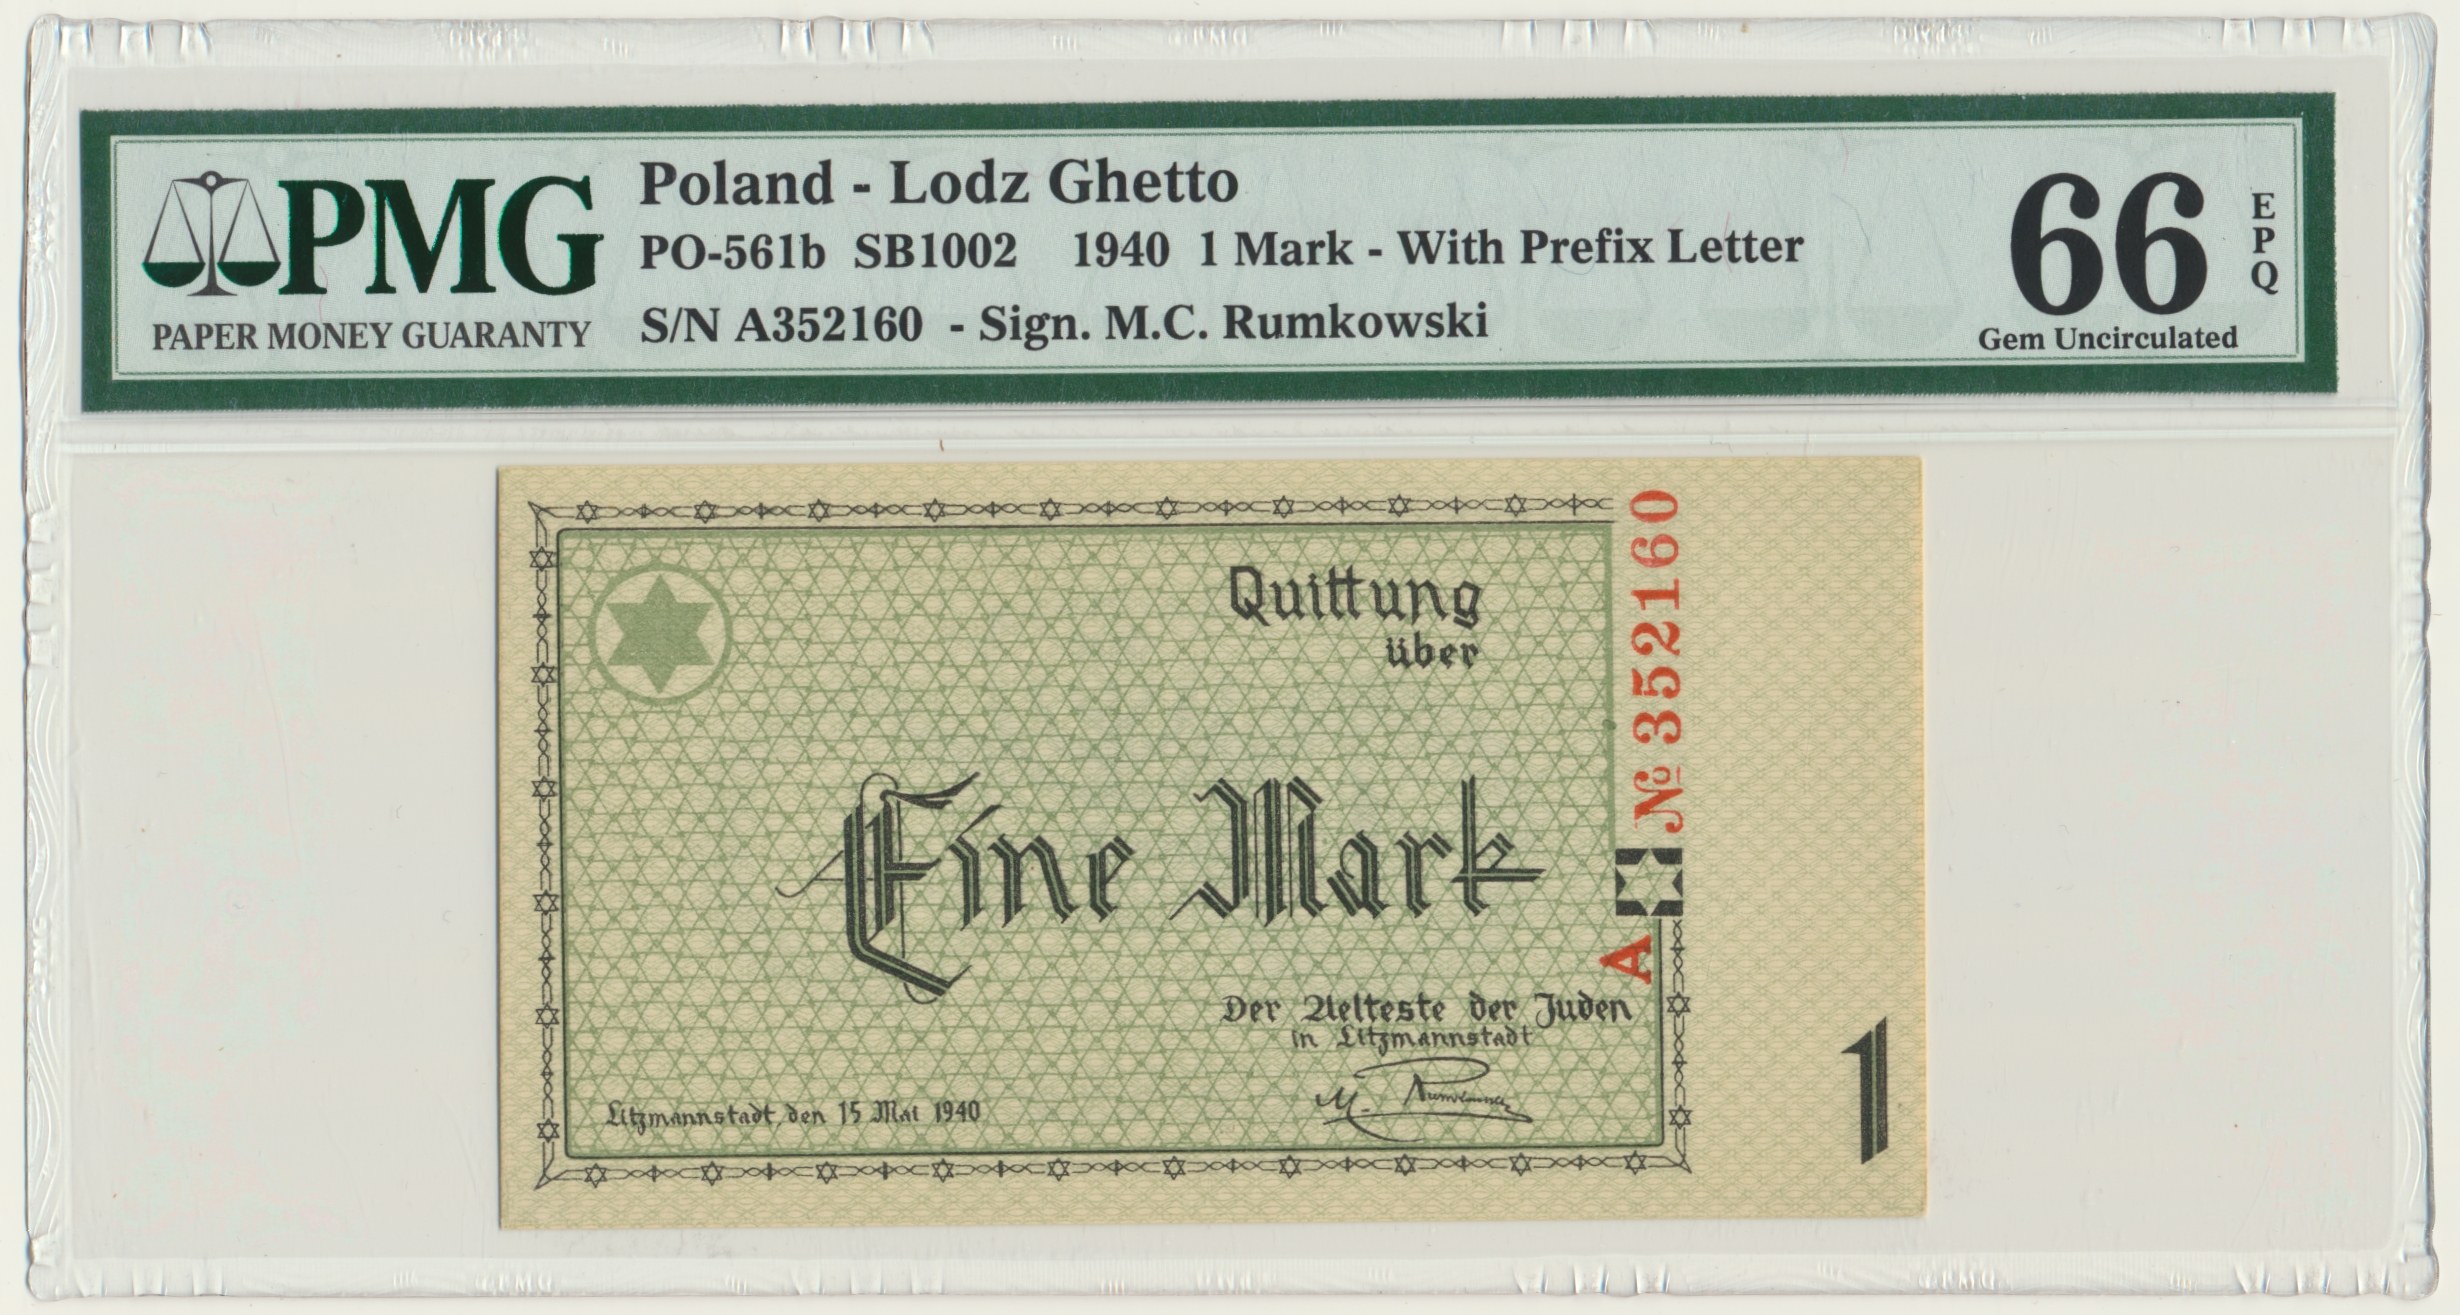 PMG
PAPER MONEY GUARANTY
Poland - Lodz Ghetto
PO-561b SB1002 1940 1 Mark - With Prefix Letter
S/N A352160 - Sign. M.C. Rumkowski
66
EPQ
Gem Uncirculated
Quittung
über
Eine Mark
Der Aelteste der Juden
in Litzmannstadt
M. Rumkowski
Litzmannstadt, den 15 Mai 1940
A
№ 352160
1